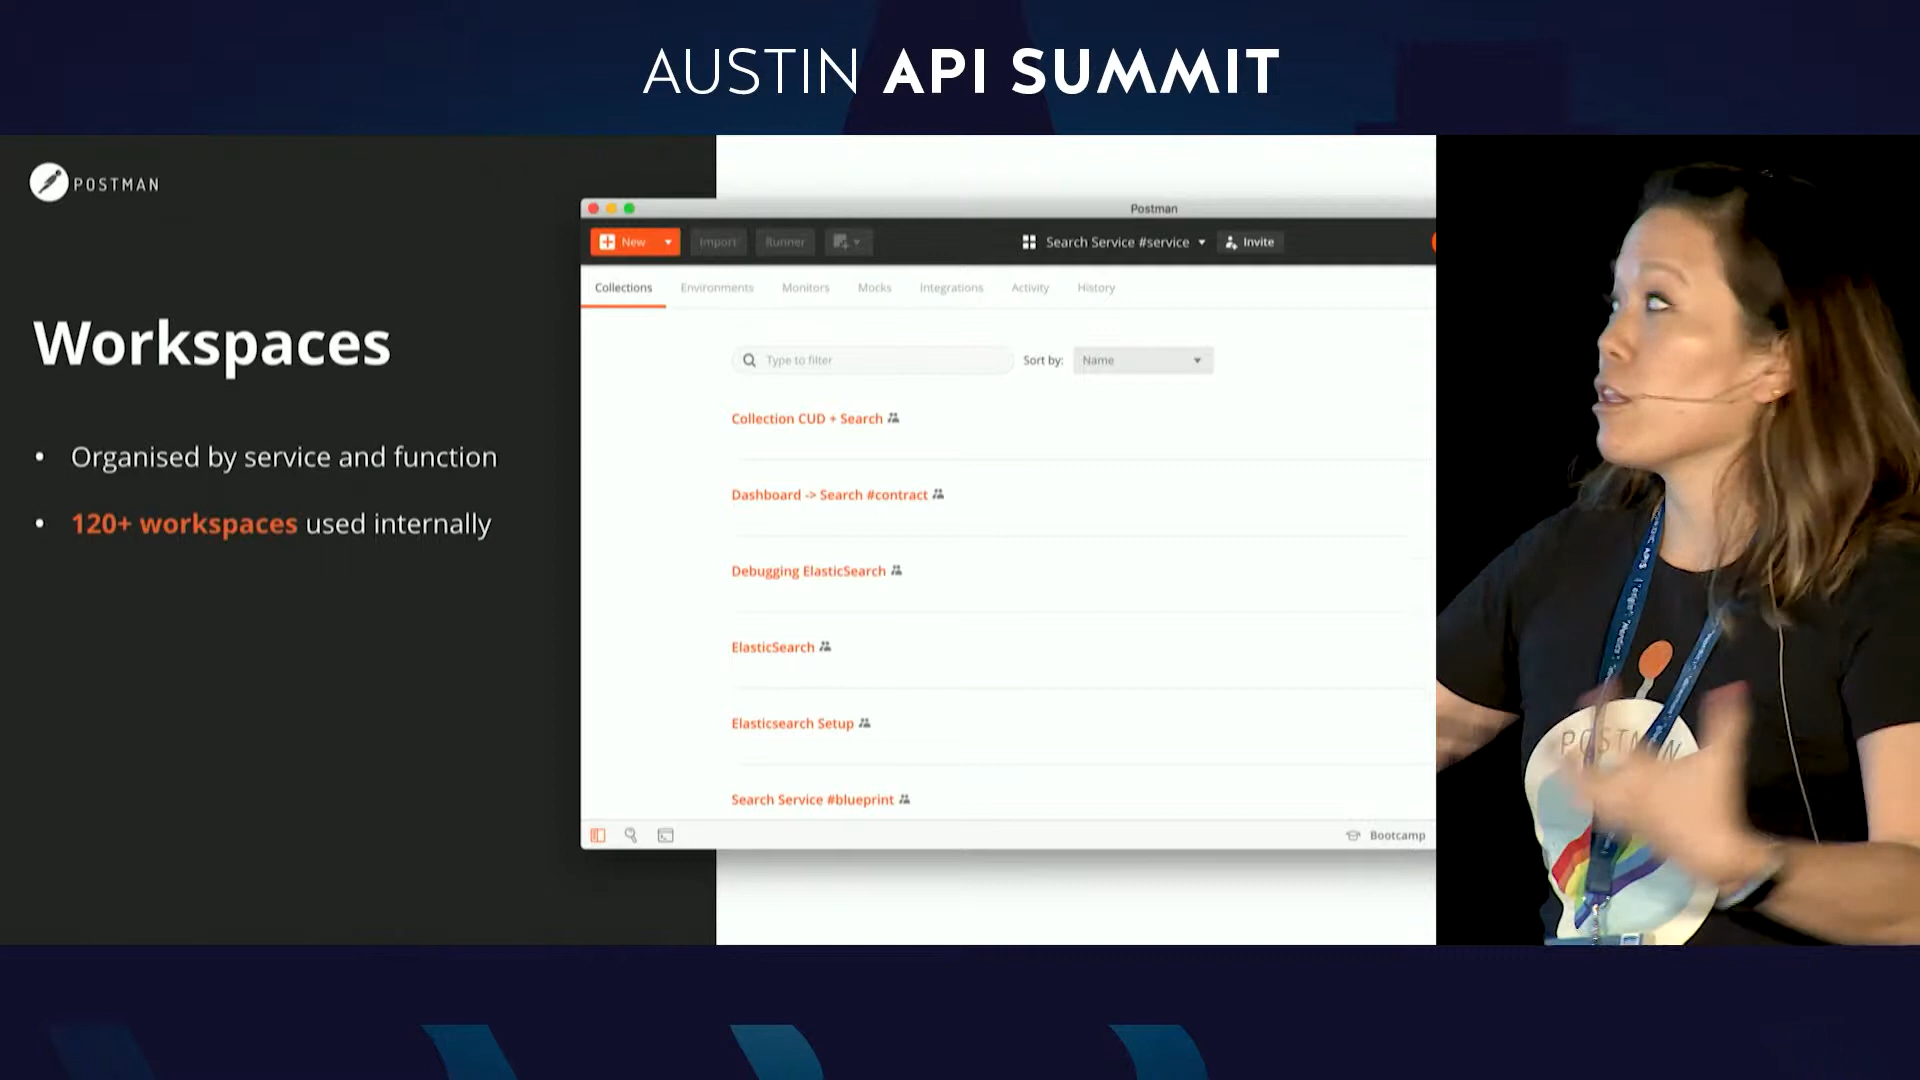 AUSTIN API SUMMIT
POSTMAN
Workspaces
• Organised by service and function
• 120+ workspaces used internally
Postman
New
Import
Runner
Search Service #service
Invite
Collections
Environments
Monitors
Mocks
Integrations
Activity
History
Type to filter
Sort by:
Name
Collection CUD + Search
Dashboard -> Search #contract
Debugging ElasticSearch
ElasticSearch
Elasticsearch Setup
Search Service #blueprint
Bootcamp
POSTMAN